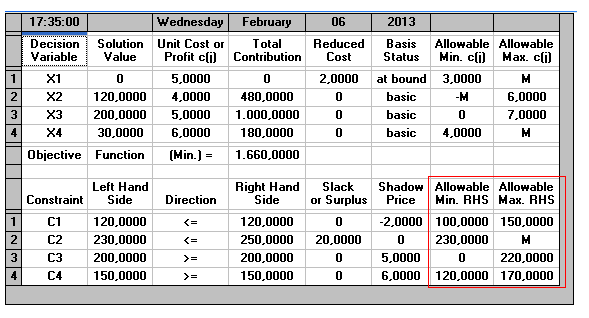 17:35:00 Wednesday February 06 2013
Decision Variable Solution Value Unit Cost or Profit c(j) Total Contribution Reduced Cost Basis Status Allowable Min. c(j) Allowable Max. c(j)
1 X1 0 5,0000 0 2,0000 at bound 3,0000 M
2 X2 120,0000 4,0000 480,0000 0 basic -M 6,0000
3 X3 200,0000 5,0000 1.000,0000 0 basic 0 7,0000
4 X4 30,0000 6,0000 180,0000 0 basic 4,0000 M
Objective Function (Min.) = 1.660,0000
Constraint Left Hand Side Direction Right Hand Side Slack or Surplus Shadow Price Allowable Min. RHS Allowable Max. RHS
1 C1 120,0000 <= 120,0000 0 -2,0000 100,0000 150,0000
2 C2 230,0000 <= 250,0000 20,0000 0 230,0000 M
3 C3 200,0000 >= 200,0000 0 5,0000 0 220,0000
4 C4 150,0000 >= 150,0000 0 6,0000 120,0000 170,0000